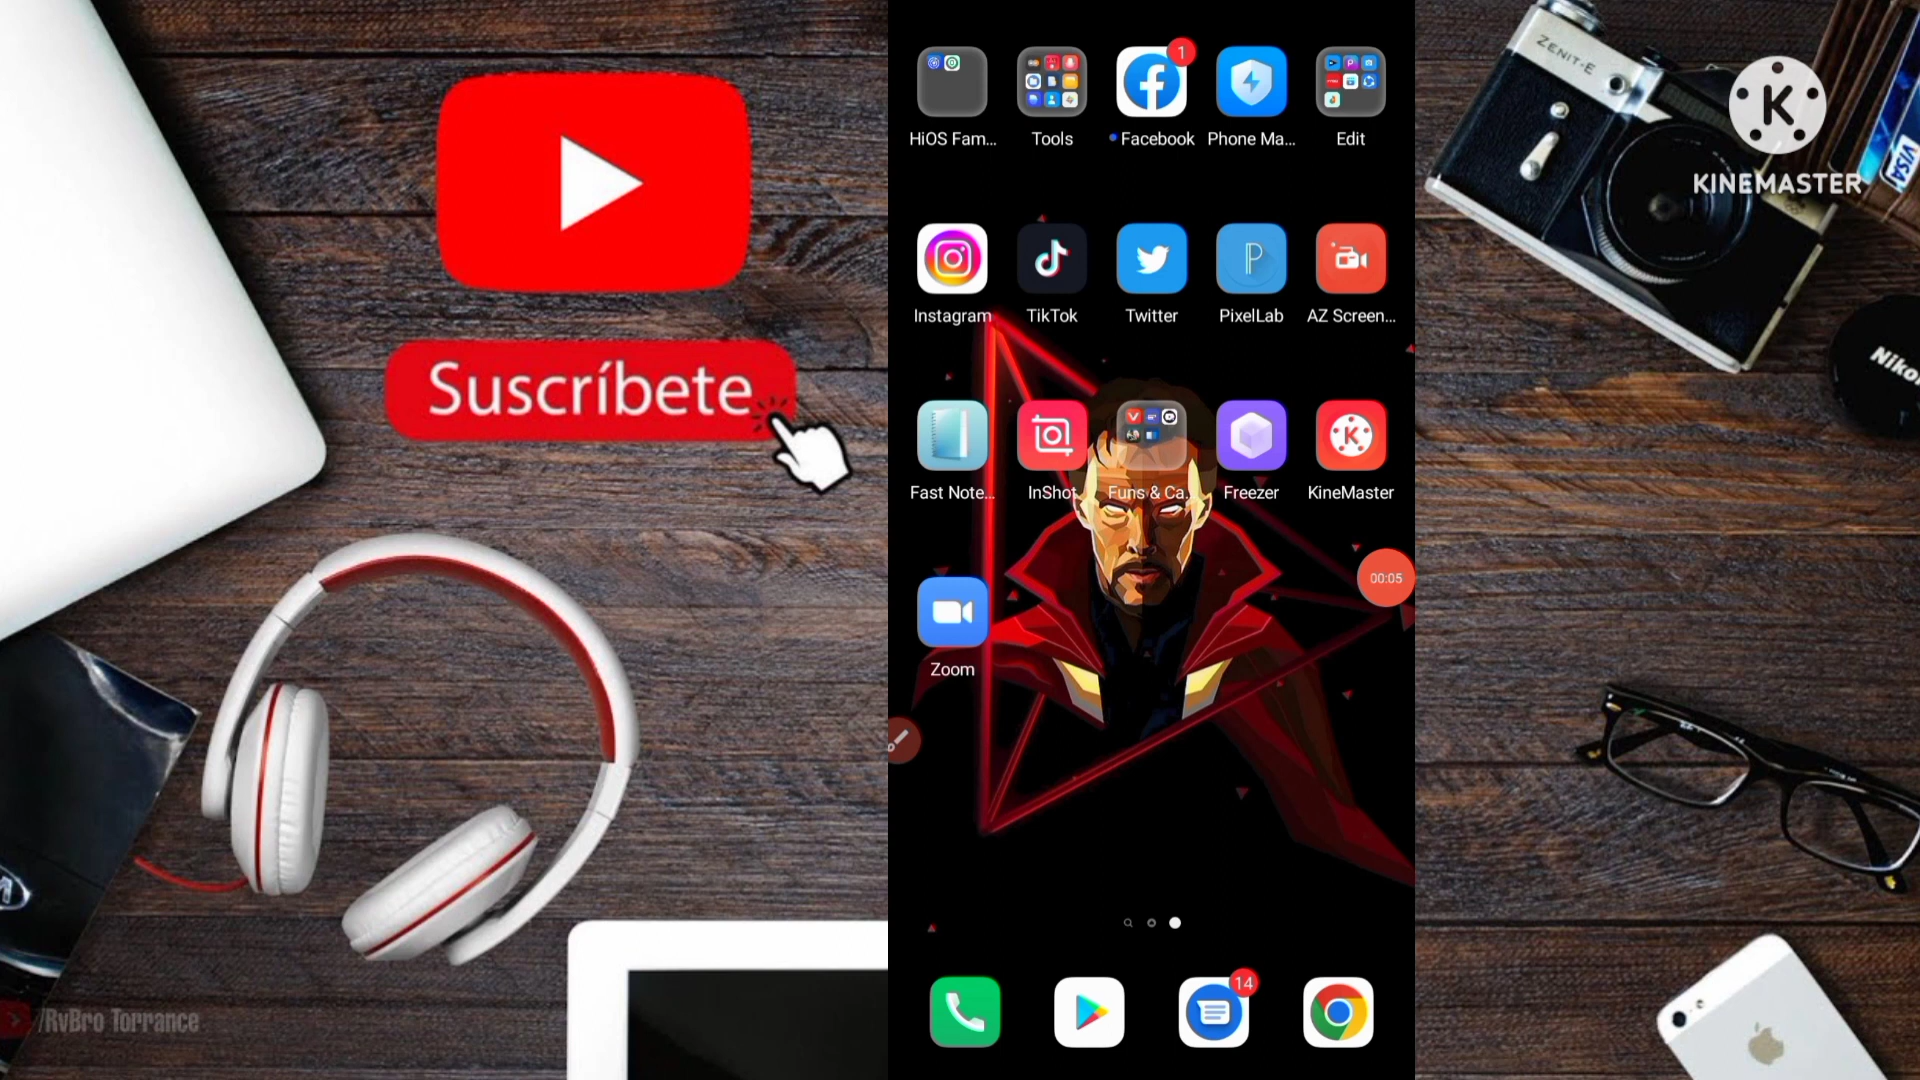 ZENIT-E
K
KINEMASTER
VISA
Suscríbete
Nikon
1
HiOS Fam...
Tools
Facebook
Phone Ma...
Edit
Instagram
TikTok
Twitter
PixelLab
AZ Screen...
Fast Note...
InShot
Funs & Ca...
Freezer
KineMaster
00:05
Zoom
14
/RvBro Torrance